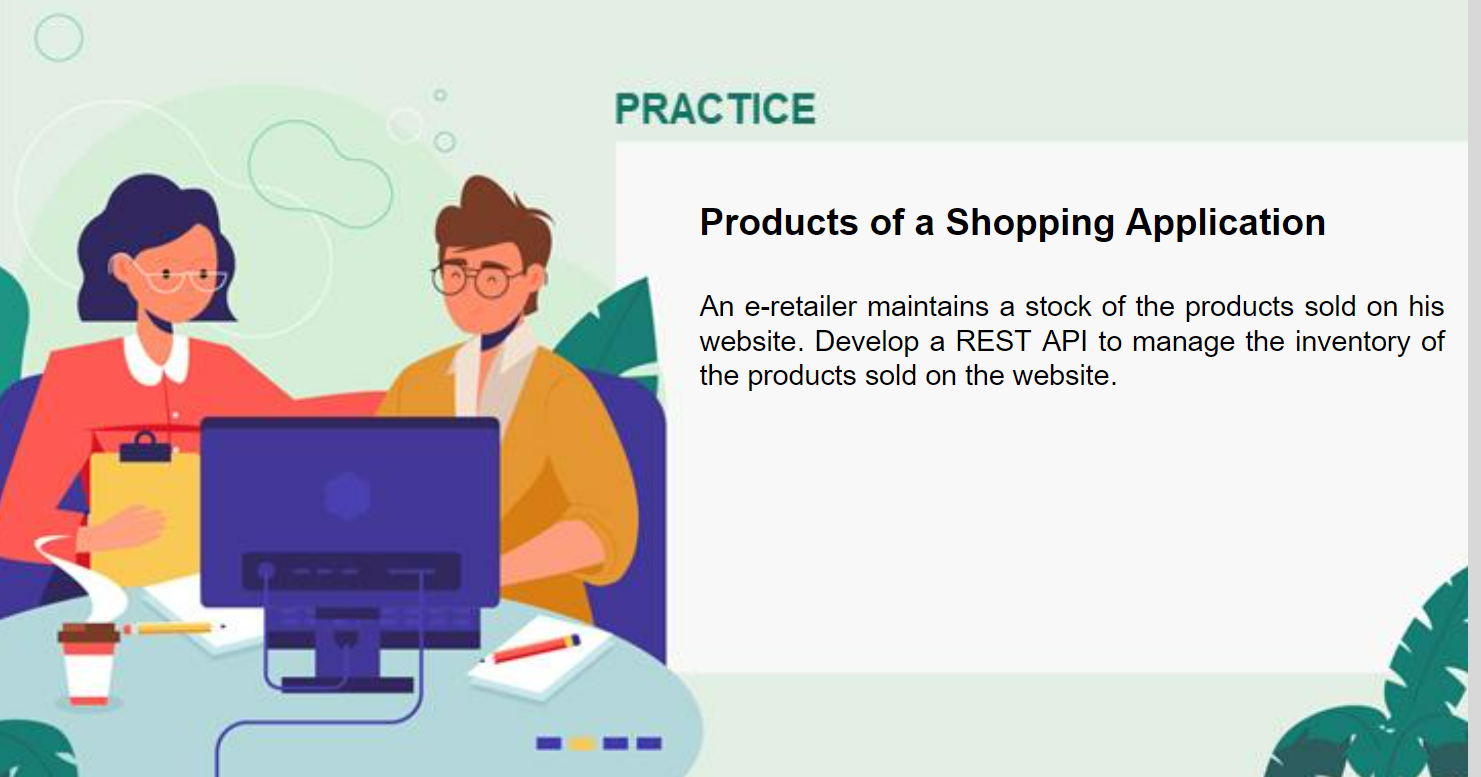 PRACTICE
Products of a Shopping Application
An e-retailer maintains a stock of the products sold on his
website. Develop a REST API to manage the inventory of
the products sold on the website.